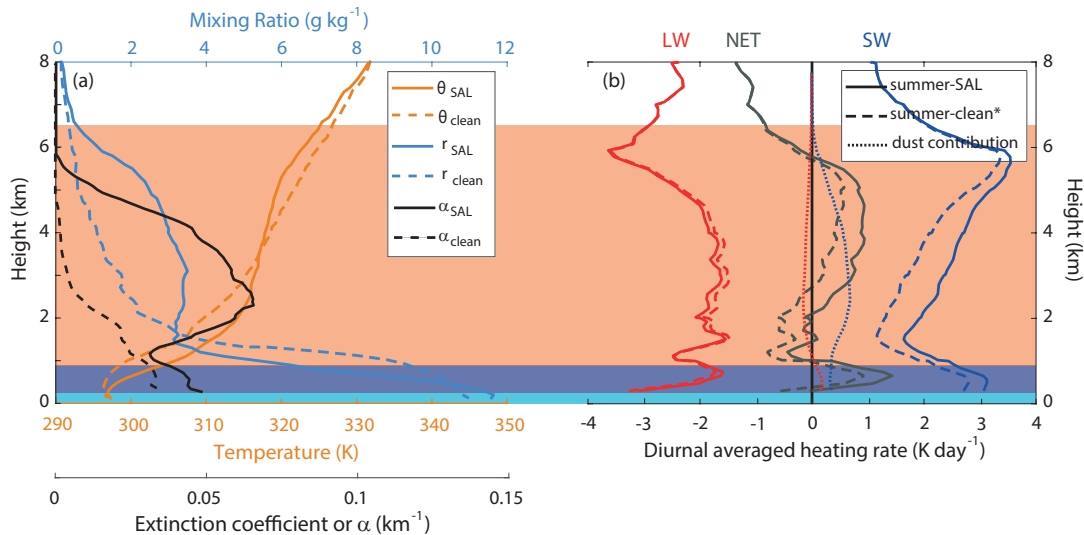 Mixing Ratio (g kg-1)
0 2 4 6 8 10 12
LW NET SW
(a)
θ SAL
θ clean
r SAL
r clean
α SAL
α clean
8
6
4
2
0
Height (km)
290 300 310 320 330 340 350
Temperature (K)
0 0.05 0.1 0.15
Extinction coefficient or α (km-1)
(b)
summer-SAL
summer-clean*
dust contribution
8
6
4
2
0
Height (km)
-4 -3 -2 -1 0 1 2 3 4
Diurnal averaged heating rate (K day-1)